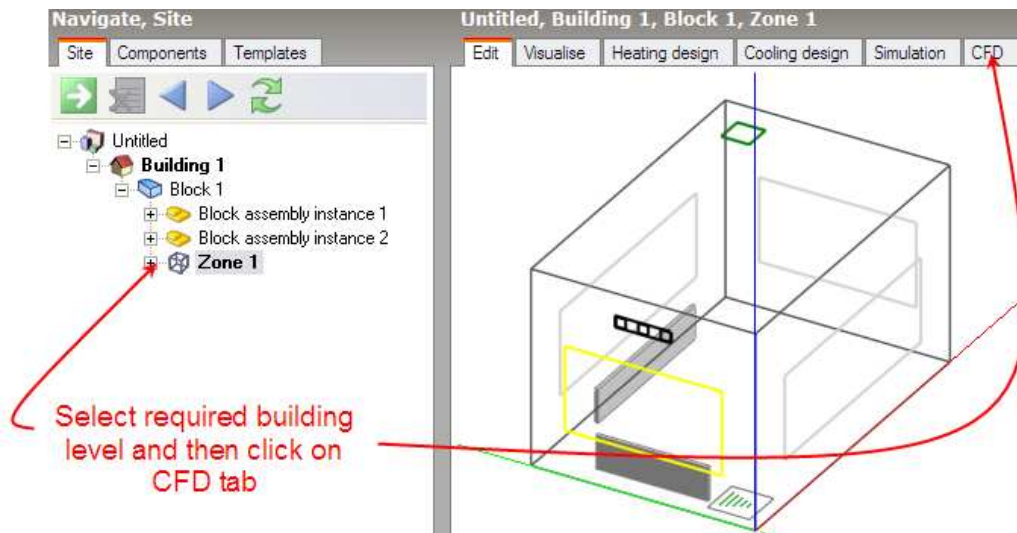 Navigate, Site
Site Components Templates
Untitled
Building 1
Block 1
Block assembly instance 1
Block assembly instance 2
Zone 1
Untitled, Building 1, Block 1, Zone 1
Edit Visualise Heating design Cooling design Simulation CFD
Select required building
level and then click on
CFD tab